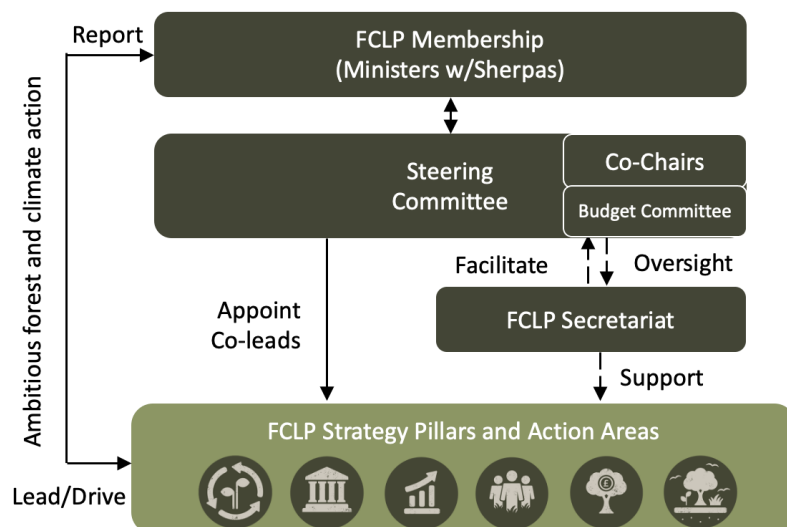 Report
FCLP Membership
(Ministers w/Sherpas)
Ambitious forest and climate action
Steering
Committee
Co-Chairs
Budget Committee
Facilitate
Oversight
Appoint
Co-leads
FCLP Secretariat
Support
FCLP Strategy Pillars and Action Areas
£
Lead/Drive